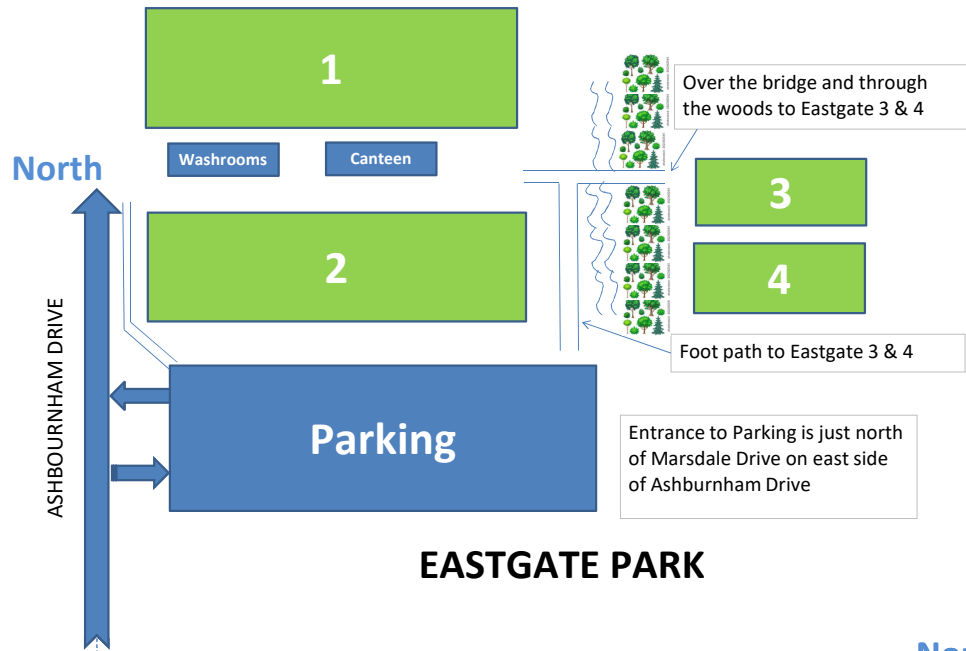 1
Over the bridge and through
the woods to Eastgate 3 & 4
Washrooms
Canteen
North
3
2
4
Foot path to Eastgate 3 & 4
ASHBOURNHAM DRIVE
Parking
Entrance to Parking is just north
of Marsdale Drive on east side
of Ashburnham Drive
EASTGATE PARK